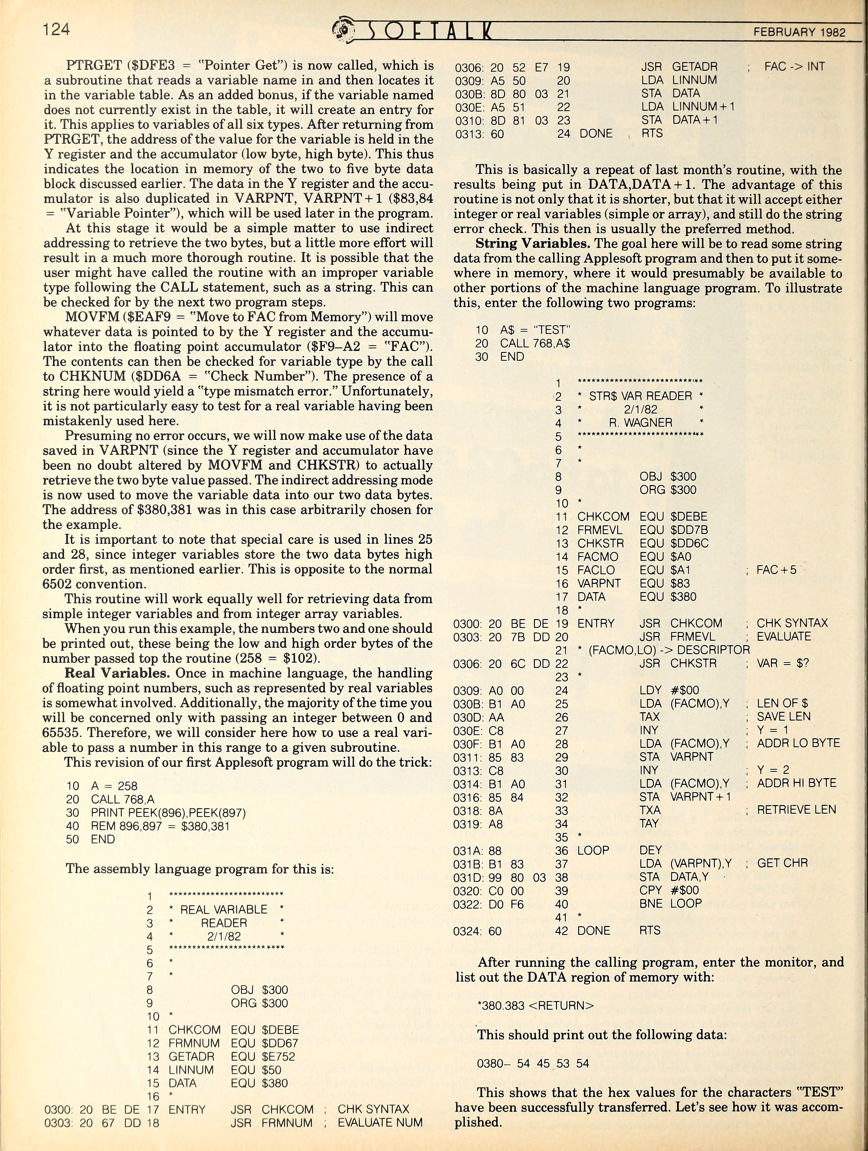 124
SOFTALK
FEBRUARY 1982
PTRGET ($DFE3 = "Pointer Get") is now called, which is
a subroutine that reads a variable name in and then locates it
in the variable table. As an added bonus, if the variable named
does not currently exist in the table, it will create an entry for
it. This applies to variables of all six types. After returning from
PTRGET, the address of the value for the variable is held in the
Y register and the accumulator (low byte, high byte). This thus
indicates the location in memory of the two to five byte data
block discussed earlier. The data in the Y register and the accu-
mulator is also duplicated in VARPNT, VARPNT+1 ($83,84
= "Variable Pointer"), which will be used later in the program.
At this stage it would be a simple matter to use indirect
addressing to retrieve the two bytes, but a little more effort will
result in a much more thorough routine. It is possible that the
user might have called the routine with an improper variable
type following the CALL statement, such as a string. This can
be checked for by the next two program steps.
MOVFM ($EAF9 = "Move to FAC from Memory") will move
whatever data is pointed to by the Y register and the accumu-
lator into the floating point accumulator ($F9–A2 = "FAC").
The contents can then be checked for variable type by the call
to CHKNUM ($DD6A = "Check Number"). The presence of a
string here would yield a "type mismatch error." Unfortunately,
it is not particularly easy to test for a real variable having been
mistakenly used here.
Presuming no error occurs, we will now make use of the data
saved in VARPNT (since the Y register and accumulator have
been no doubt altered by MOVFM and CHKSTR) to actually
retrieve the two byte value passed. The indirect addressing mode
is now used to move the variable data into our two data bytes.
The address of $380,381 was in this case arbitrarily chosen for
the example.
It is important to note that special care is used in lines 25
and 28, since integer variables store the two data bytes high
order first, as mentioned earlier. This is opposite to the normal
6502 convention.
This routine will work equally well for retrieving data from
simple integer variables and from integer array variables.
When you run this example, the numbers two and one should
be printed out, these being the low and high order bytes of the
number passed top the routine (258 = $102).
Real Variables. Once in machine language, the handling
of floating point numbers, such as represented by real variables
is somewhat involved. Additionally, the majority of the time you
will be concerned only with passing an integer between 0 and
65535. Therefore, we will consider here how to use a real vari-
able to pass a number in this range to a given subroutine.
This revision of our first Applesoft program will do the trick:
10 A = 258
20 CALL 768,A
30 PRINT PEEK(896),PEEK(897)
40 REM 896,897 = $380,381
50 END
The assembly language program for this is:
1 *************************
2 * REAL VARIABLE *
3 * READER *
4 * 2/1/82 *
5 *************************
6 *
7 *
8 OBJ $300
9 ORG $300
10 *
11 CHKCOM EQU $DEBE
12 FRMNUM EQU $DD67
13 GETADR EQU $E752
14 LINNUM EQU $50
15 DATA EQU $380
16 *
0300: 20 BE DE 17 ENTRY JSR CHKCOM ; CHK SYNTAX
0303: 20 67 DD 18 JSR FRMNUM ; EVALUATE NUM
0306: 20 52 E7 19 JSR GETADR ; FAC -> INT
0309: A5 50 20 LDA LINNUM
030B: 8D 80 03 21 STA DATA
030E: A5 51 22 LDA LINNUM+1
0310: 8D 81 03 23 STA DATA+1
0313: 60 24 DONE RTS
This is basically a repeat of last month's routine, with the
results being put in DATA,DATA+1. The advantage of this
routine is not only that it is shorter, but that it will accept either
integer or real variables (simple or array), and still do the string
error check. This then is usually the preferred method.
String Variables. The goal here will be to read some string
data from the calling Applesoft program and then to put it some-
where in memory, where it would presumably be available to
other portions of the machine language program. To illustrate
this, enter the following two programs:
10 A$ = "TEST"
20 CALL 768,A$
30 END
1 ***************************
2 * STR$ VAR READER *
3 * 2/1/82 *
4 * R. WAGNER *
5 ***************************
6 *
7 *
8 OBJ $300
9 ORG $300
10 *
11 CHKCOM EQU $DEBE
12 FRMEVL EQU $DD7B
13 CHKSTR EQU $DD6C
14 FACMO EQU $A0
15 FACLO EQU $A1 ; FAC+5
16 VARPNT EQU $83
17 DATA EQU $380
18 *
0300: 20 BE DE 19 ENTRY JSR CHKCOM ; CHK SYNTAX
0303: 20 7B DD 20 JSR FRMEVL ; EVALUATE
21 * (FACMO,LO) -> DESCRIPTOR
0306: 20 6C DD 22 JSR CHKSTR ; VAR = $?
23 *
0309: A0 00 24 LDY #$00
030B: B1 A0 25 LDA (FACMO),Y ; LEN OF $
030D: AA 26 TAX ; SAVE LEN
030E: C8 27 INY ; Y = 1
030F: B1 A0 28 LDA (FACMO),Y ; ADDR LO BYTE
0311: 85 83 29 STA VARPNT
0313: C8 30 INY ; Y = 2
0314: B1 A0 31 LDA (FACMO),Y ; ADDR HI BYTE
0316: 85 84 32 STA VARPNT+1
0318: 8A 33 TXA ; RETRIEVE LEN
0319: A8 34 TAY
35 *
031A: 88 36 LOOP DEY
031B: B1 83 37 LDA (VARPNT),Y ; GET CHR
031D: 99 80 03 38 STA DATA,Y
0320: C0 00 39 CPY #$00
0322: D0 F6 40 BNE LOOP
41 *
0324: 60 42 DONE RTS
After running the calling program, enter the monitor, and
list out the DATA region of memory with:
*380.383 <RETURN>
This should print out the following data:
0380– 54 45 53 54
This shows that the hex values for the characters "TEST"
have been successfully transferred. Let's see how it was accom-
plished.